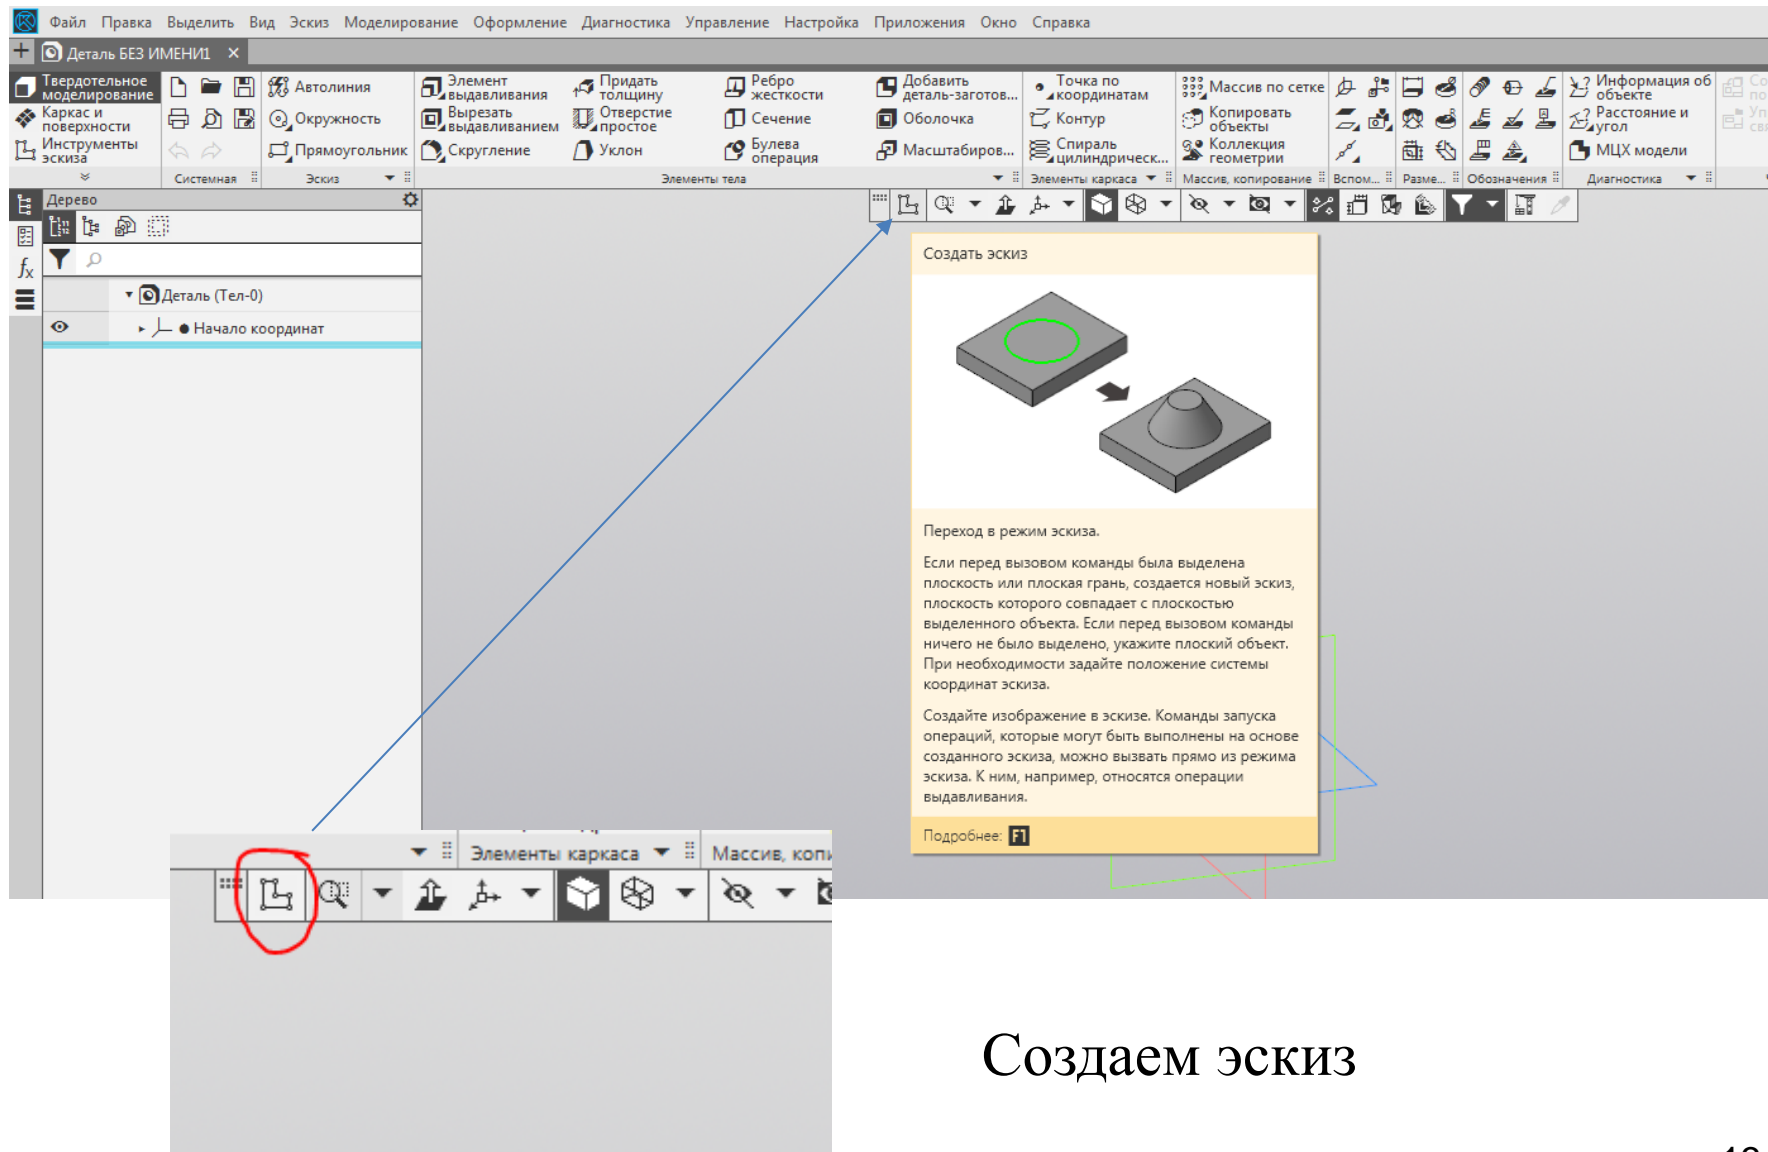 Файл Правка Выделить Вид Эскиз Моделирование Оформление Диагностика Управление Настройка Приложения Окно Справка
Деталь БЕЗ ИМЕНИ1
Твердотельное
моделирование
Каркас и
поверхности
Инструменты
эскиза
Системная
Автолиния
Окружность
Прямоугольник
Эскиз
Элемент
выдавливания
Вырезать
выдавливанием
Скругление
Придать
толщину
Отверстие
простое
Уклон
Ребро
жесткости
Сечение
Булева
операция
Добавить
деталь-заготов...
Оболочка
Масштабиров...
Элементы тела
Точка по
координатам
Контур
Спираль
цилиндрическ...
Элементы каркаса
Массив по сетке
Копировать
объекты
Коллекция
геометрии
Массив, копирование
Вспом...
Разме...
Обозначения
Информация об
объекте
Расстояние и
угол
МЦХ модели
Диагностика
Дерево
fx
Деталь (Тел-0)
Начало координат
Создать эскиз
Переход в режим эскиза.
Если перед вызовом команды была выделена
плоскость или плоская грань, создается новый эскиз,
плоскость которого совпадает с плоскостью
выделенного объекта. Если перед вызовом команды
ничего не было выделено, укажите плоский объект.
При необходимости задайте положение системы
координат эскиза.
Создайте изображение в эскизе. Команды запуска
операций, которые могут быть выполнены на основе
созданного эскиза, можно вызвать прямо из режима
эскиза. К ним, например, относятся операции
выдавливания.
Подробнее: F1
Элементы каркаса Массив, копи
Создаем эскиз